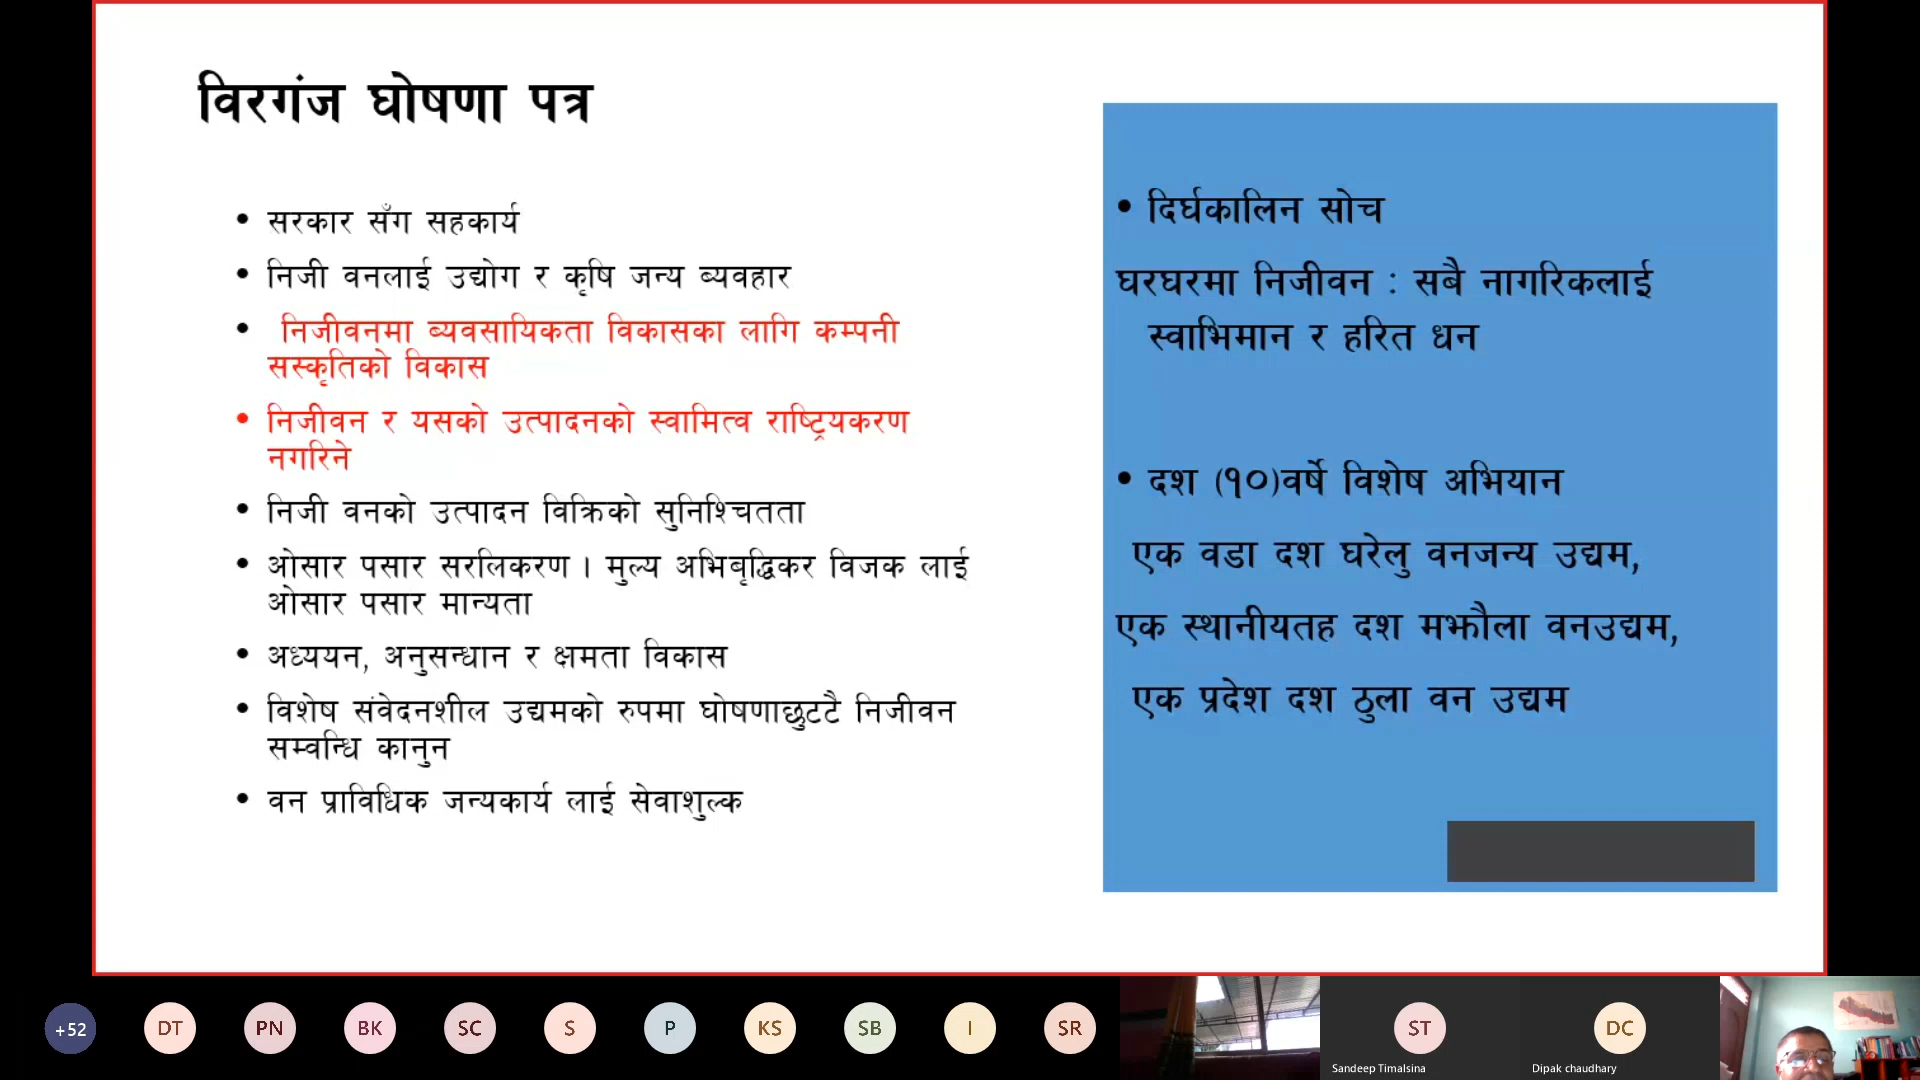 विरगंज घोषणा पत्र
• सरकार सँग सहकार्य
• निजी वनलाई उद्योग र कृषि जन्य ब्यवहार
• निजीवनमा ब्यवसायिकता विकासका लागि कम्पनी
सस्कृतिको विकास
• निजीवन र यसको उत्पादनको स्वामित्व राष्ट्रियकरण
नगरिने
• निजी वनको उत्पादन विक्रिको सुनिश्चितता
• ओसार पसार सरलिकरण । मुल्य अभिबृद्धिकर विजक लाई
ओसार पसार मान्यता
• अध्ययन, अनुसन्धान र क्षमता विकास
• विशेष संवेदनशील उद्यमको रुपमा घोषणाछुटटै निजीवन
सम्वन्धि कानुन
• वन प्राविधिक जन्यकार्य लाई सेवाशुल्क
• दिर्घकालिन सोच
घरघरमा निजीवन : सबै नागरिकलाई
स्वाभिमान र हरित धन
• दश (१०)वर्षे विशेष अभियान
एक वडा दश घरेलु वनजन्य उद्यम,
एक स्थानीयतह दश मझौला वनउद्यम,
एक प्रदेश दश ठुला वन उद्यम
+52 DT PN BK SC S P KS SB I SR ST DC
Sandeep Timalsina Dipak chaudhary